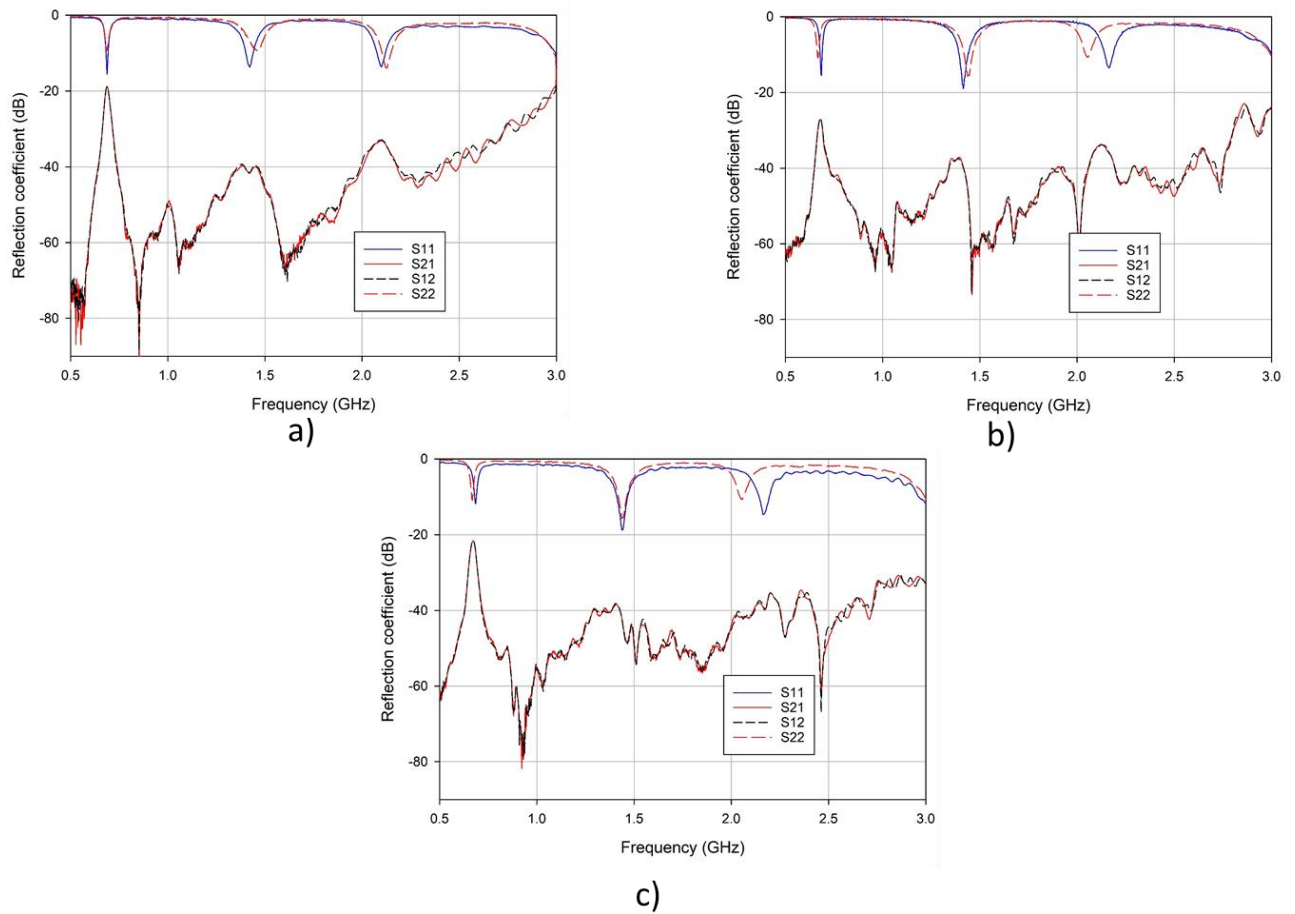 0
-20
-40
-60
-80
Reflection coefficient (dB)
S11
S21
S12
S22
0.5 1.0 1.5 2.0 2.5 3.0
Frequency (GHz)
a)
0
-20
-40
-60
-80
Reflection coefficient (dB)
S11
S21
S12
S22
0.5 1.0 1.5 2.0 2.5 3.0
Frequency (GHz)
b)
0
-20
-40
-60
-80
Reflection coefficient (dB)
S11
S21
S12
S22
0.5 1.0 1.5 2.0 2.5 3.0
Frequency (GHz)
c)